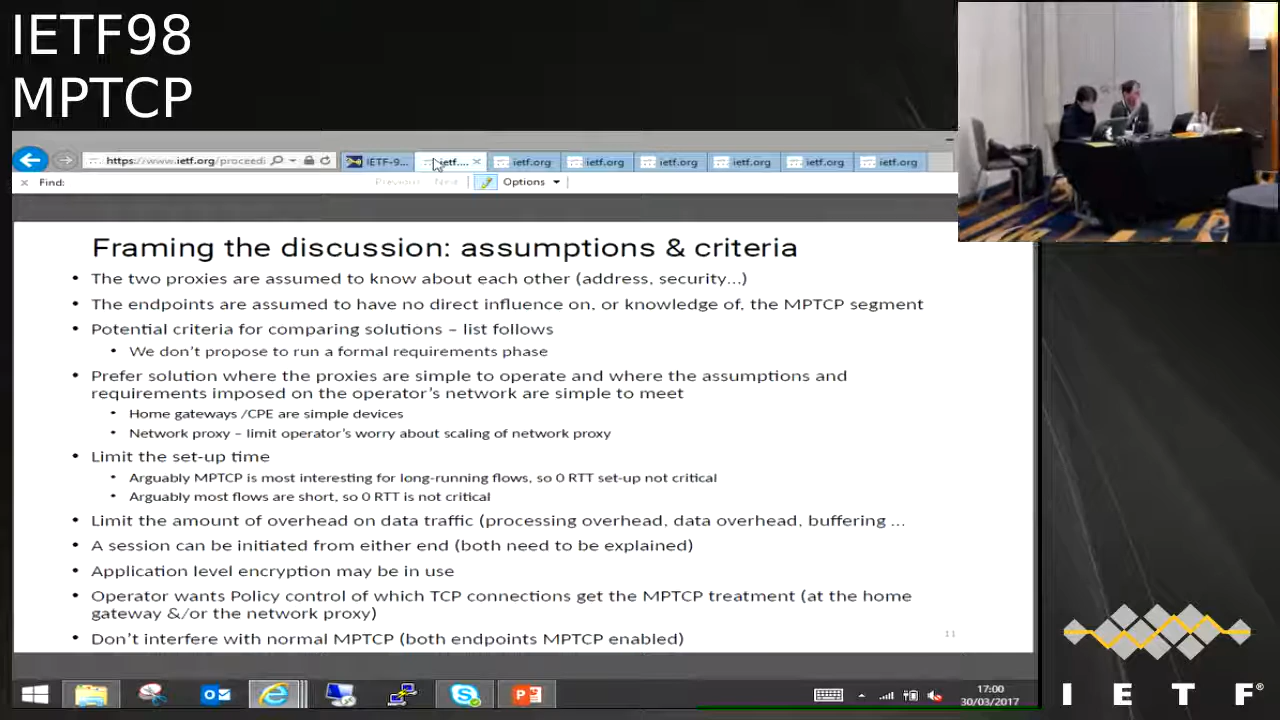 IETF98
MPTCP
https://www.ietf.org/proceedi
IETF-9...
ietf....
ietf.org
ietf.org
ietf.org
ietf.org
ietf.org
ietf.org
Find:
Previous Next
Options
Framing the discussion: assumptions & criteria
• The two proxies are assumed to know about each other (address, security...)
• The endpoints are assumed to have no direct influence on, or knowledge of, the MPTCP segment
• Potential criteria for comparing solutions – list follows
• We don't propose to run a formal requirements phase
• Prefer solution where the proxies are simple to operate and where the assumptions and
requirements imposed on the operator's network are simple to meet
• Home gateways /CPE are simple devices
• Network proxy – limit operator's worry about scaling of network proxy
• Limit the set-up time
• Arguably MPTCP is most interesting for long-running flows, so 0 RTT set-up not critical
• Arguably most flows are short, so 0 RTT is not critical
• Limit the amount of overhead on data traffic (processing overhead, data overhead, buffering ...
• A session can be initiated from either end (both need to be explained)
• Application level encryption may be in use
• Operator wants Policy control of which TCP connections get the MPTCP treatment (at the home
gateway &/or the network proxy)
• Don't interfere with normal MPTCP (both endpoints MPTCP enabled)
11
17:00
30/03/2017
I E T F®